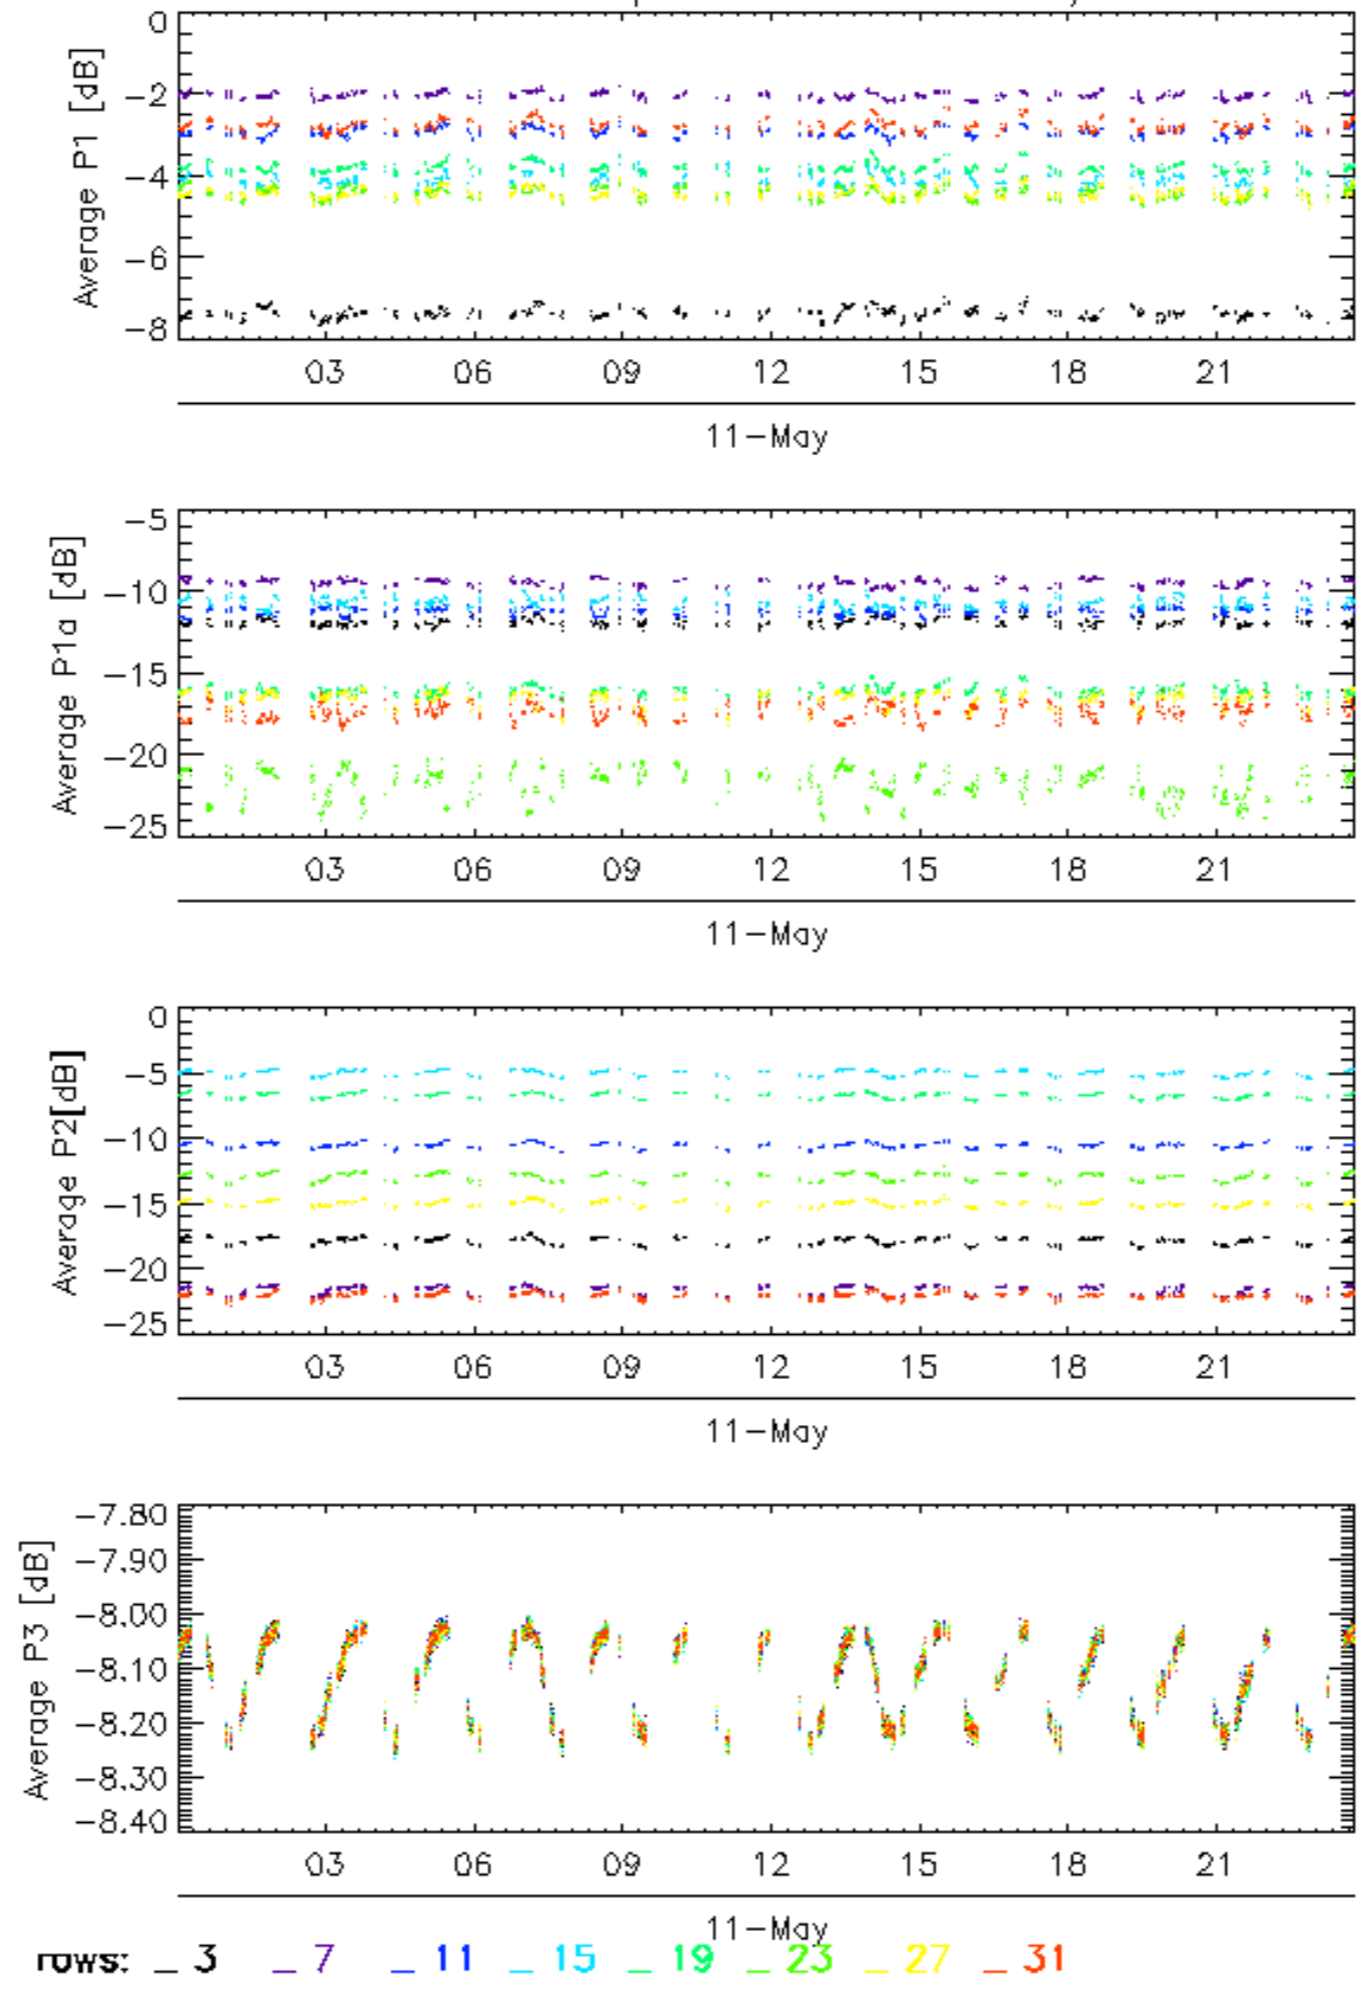 0
-2
-4
-6
-8
Average P1 [dB]
03 06 09 12 15 18 21
11-May
-5
-10
-15
-20
-25
Average P1a [dB]
03 06 09 12 15 18 21
11-May
0
-5
-10
-15
-20
-25
Average P2[dB]
03 06 09 12 15 18 21
11-May
-7.80
-7.90
-8.00
-8.10
-8.20
-8.30
-8.40
Average P3 [dB]
03 06 09 12 15 18 21
11-May
rows: _ 3 _ 7 _ 11 _ 15 _ 19 _ 23 _ 27 _ 31